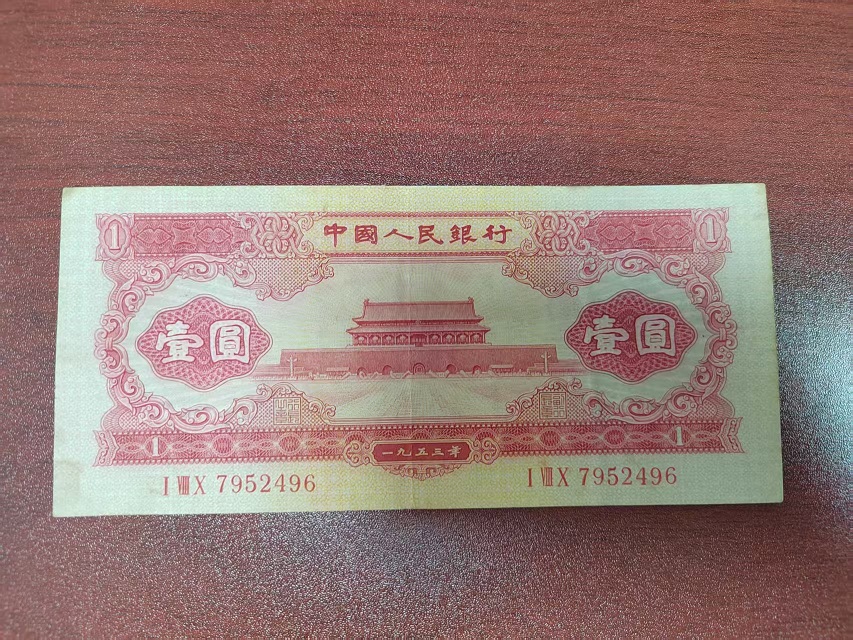 1 中國人民銀行 1
壹圓 壹圓
1 一九五三年 1
I VIII X 7952496 I VIII X 7952496